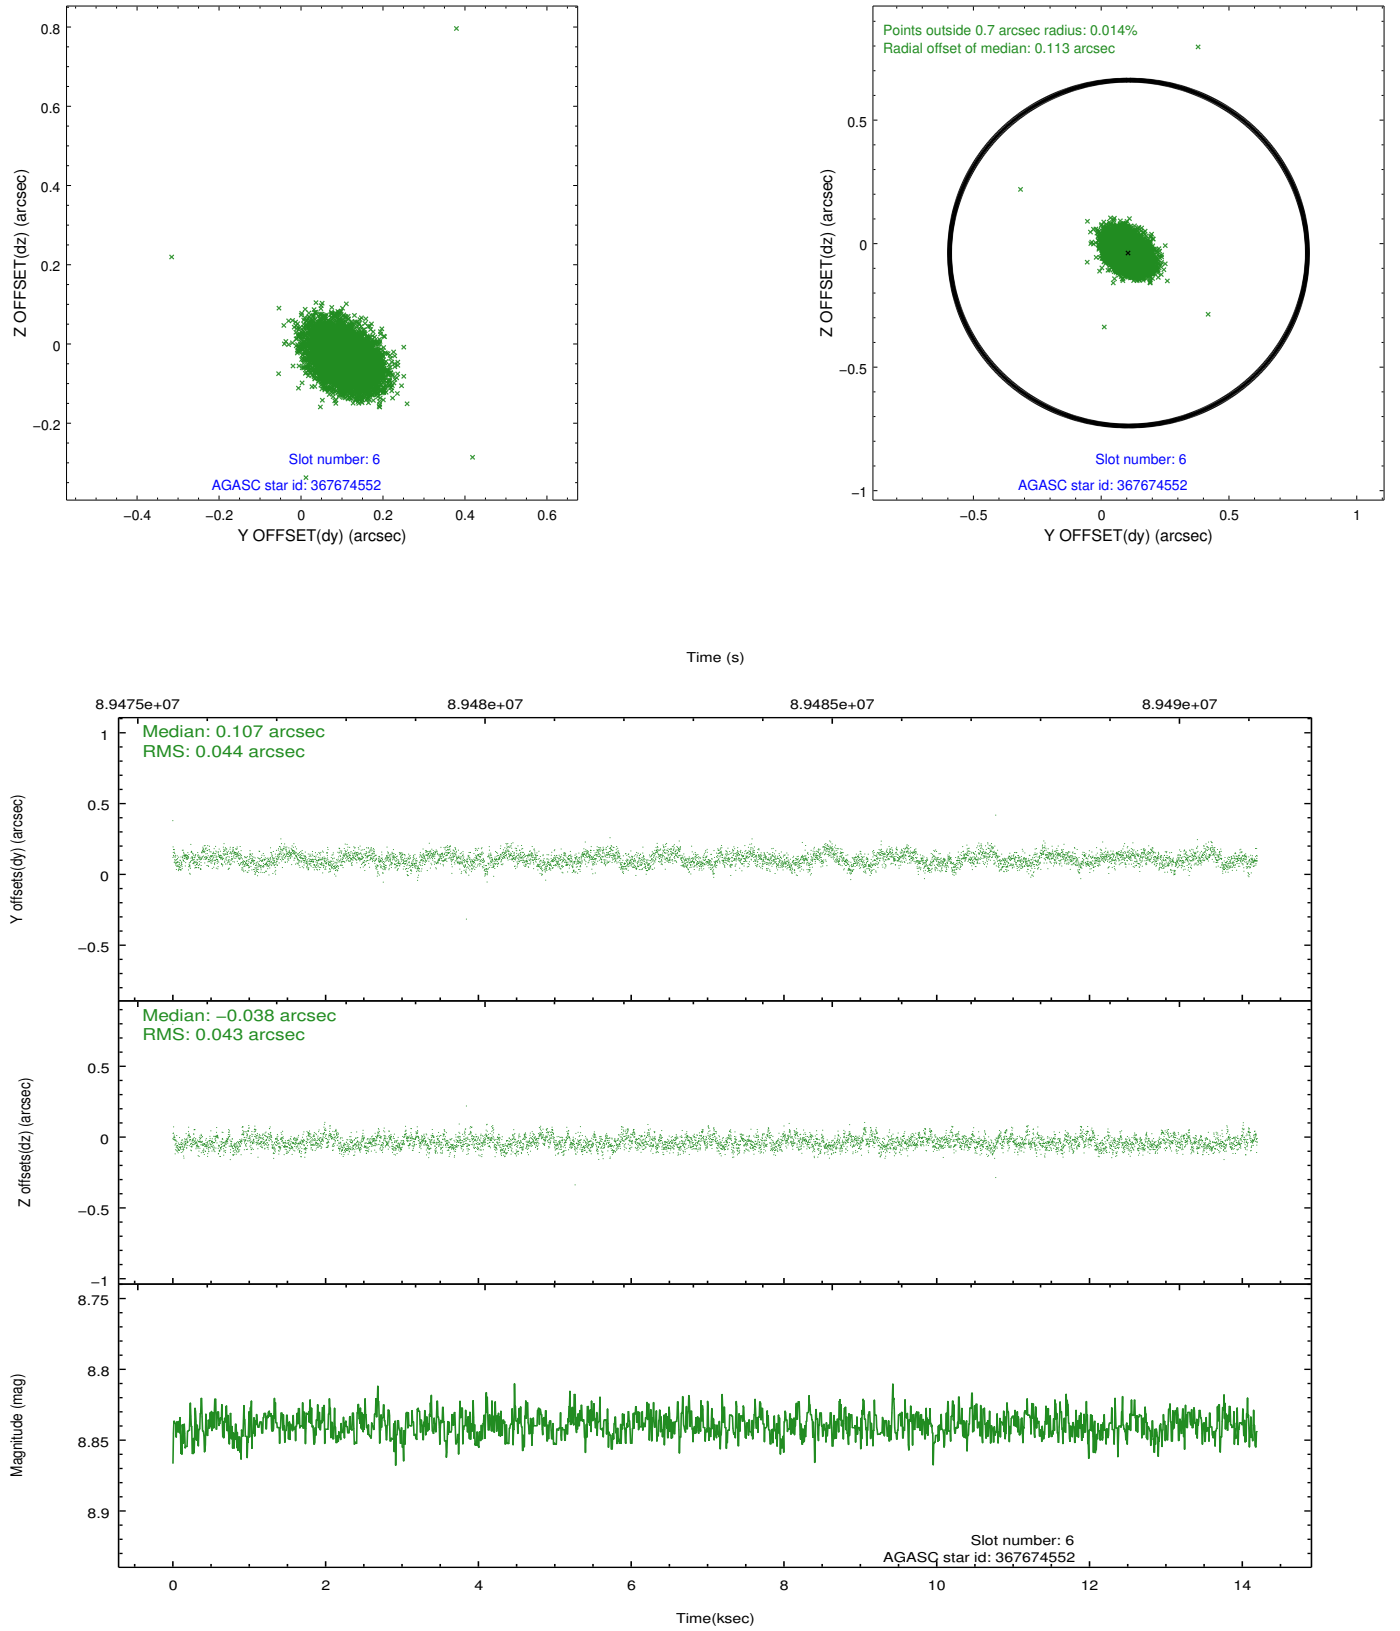 0.8
0.6
0.4
0.2
0
−0.2
Z OFFSET(dz) (arcsec)
Slot number: 6
AGASC star id: 367674552
−0.4
−0.2
0
0.2
0.4
0.6
Y OFFSET(dy) (arcsec)
Points outside 0.7 arcsec radius: 0.014%
Radial offset of median: 0.113 arcsec
0.5
0
−0.5
−1
Z OFFSET(dz) (arcsec)
Slot number: 6
AGASC star id: 367674552
−0.5
0
0.5
1
Y OFFSET(dy) (arcsec)
Time (s)
8.9475e+07
8.948e+07
8.9485e+07
8.949e+07
Median: 0.107 arcsec
RMS: 0.044 arcsec
1
0.5
0
−0.5
Y offsets(dy) (arcsec)
Median: −0.038 arcsec
RMS: 0.043 arcsec
0.5
0
−0.5
−1
Z offsets(dz) (arcsec)
8.75
8.8
8.85
8.9
Magnitude (mag)
Slot number: 6
AGASC star id: 367674552
0
2
4
6
8
10
12
14
Time(ksec)